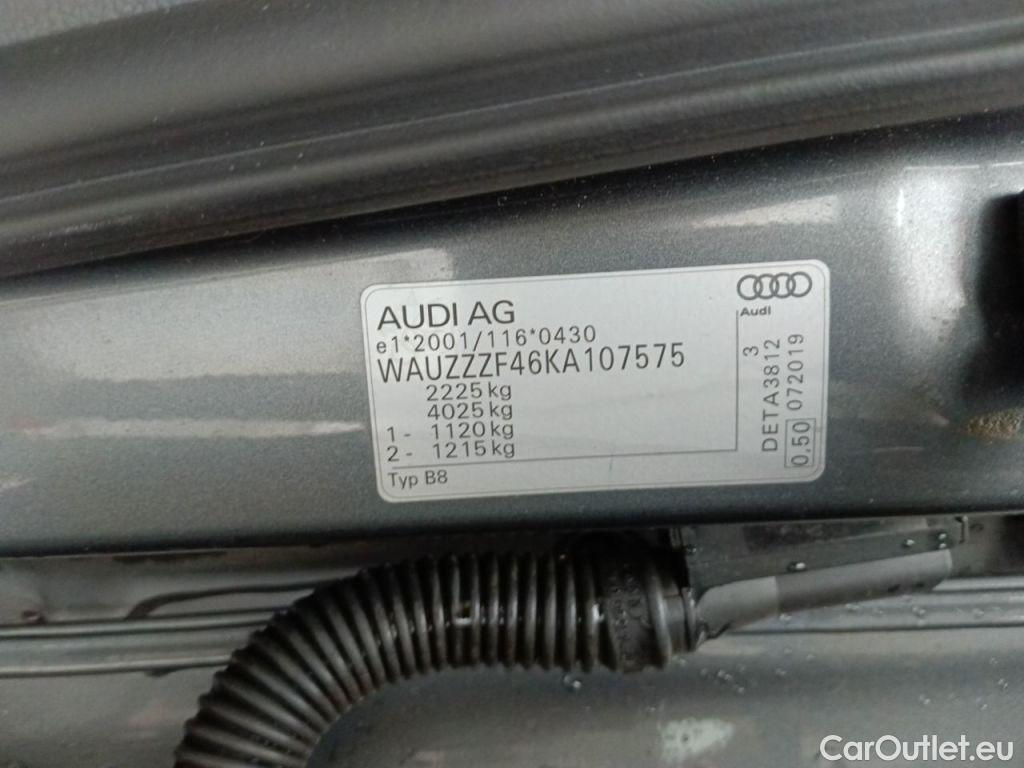 AUDI AG
e1*2001/116*0430
WAUZZZF46KA107575
2225 kg
4025 kg
1 - 1120 kg
2 - 1215 kg
Typ B8
Audi
DETA3812 3
0,50 072019
CarOutlet.eu